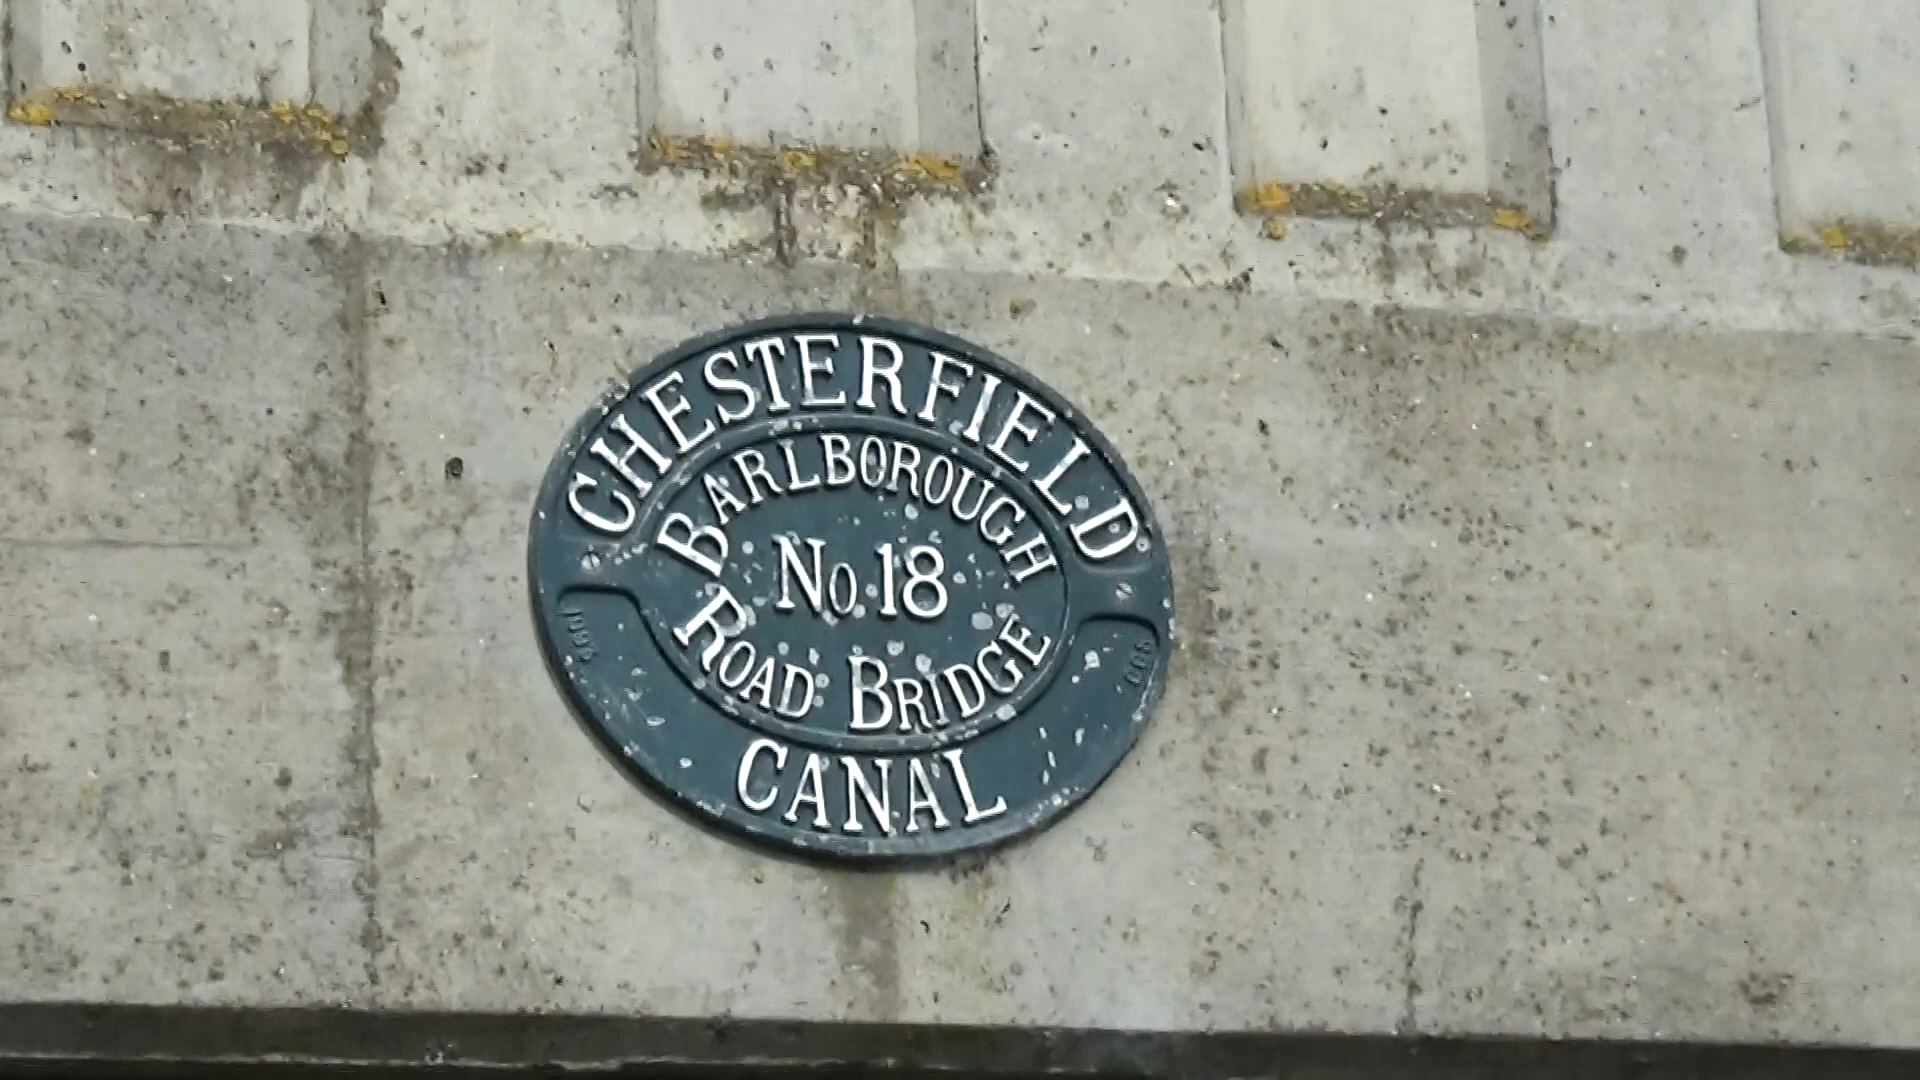 CHESTERFIELD
BARLBOROUGH
No 18
ROAD BRIDGE
CANAL